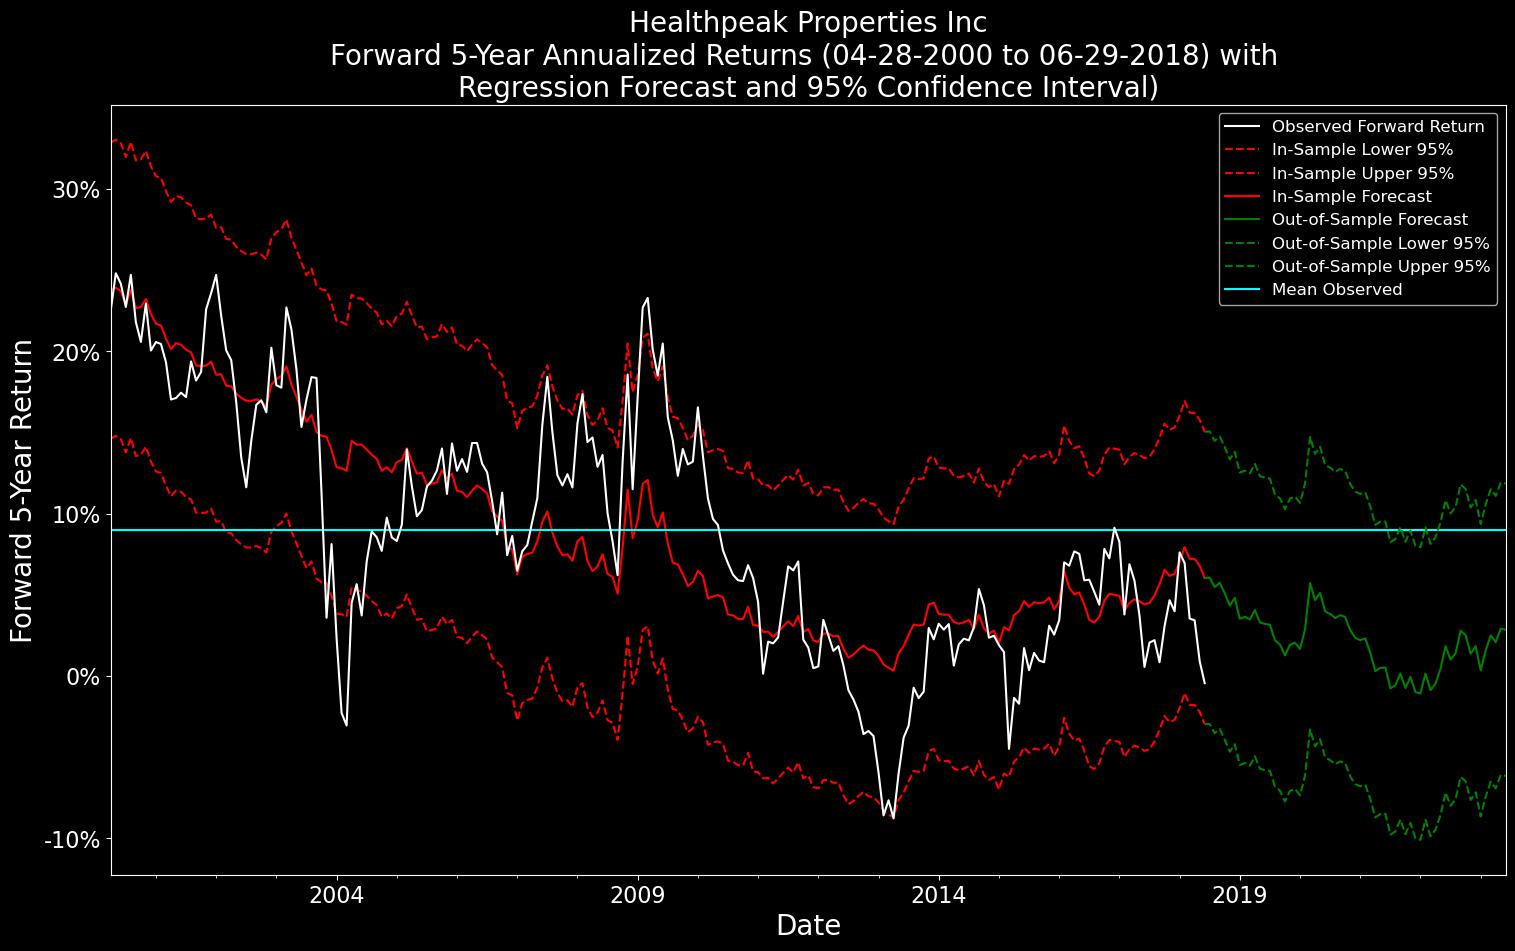 Healthpeak Properties Inc
Forward 5-Year Annualized Returns (04-28-2000 to 06-29-2018) with
Regression Forecast and 95% Confidence Interval)
Observed Forward Return
In-Sample Lower 95%
In-Sample Upper 95%
In-Sample Forecast
Out-of-Sample Forecast
Out-of-Sample Lower 95%
Out-of-Sample Upper 95%
Mean Observed
Forward 5-Year Return
30%
20%
10%
0%
-10%
2004
2009
2014
2019
Date